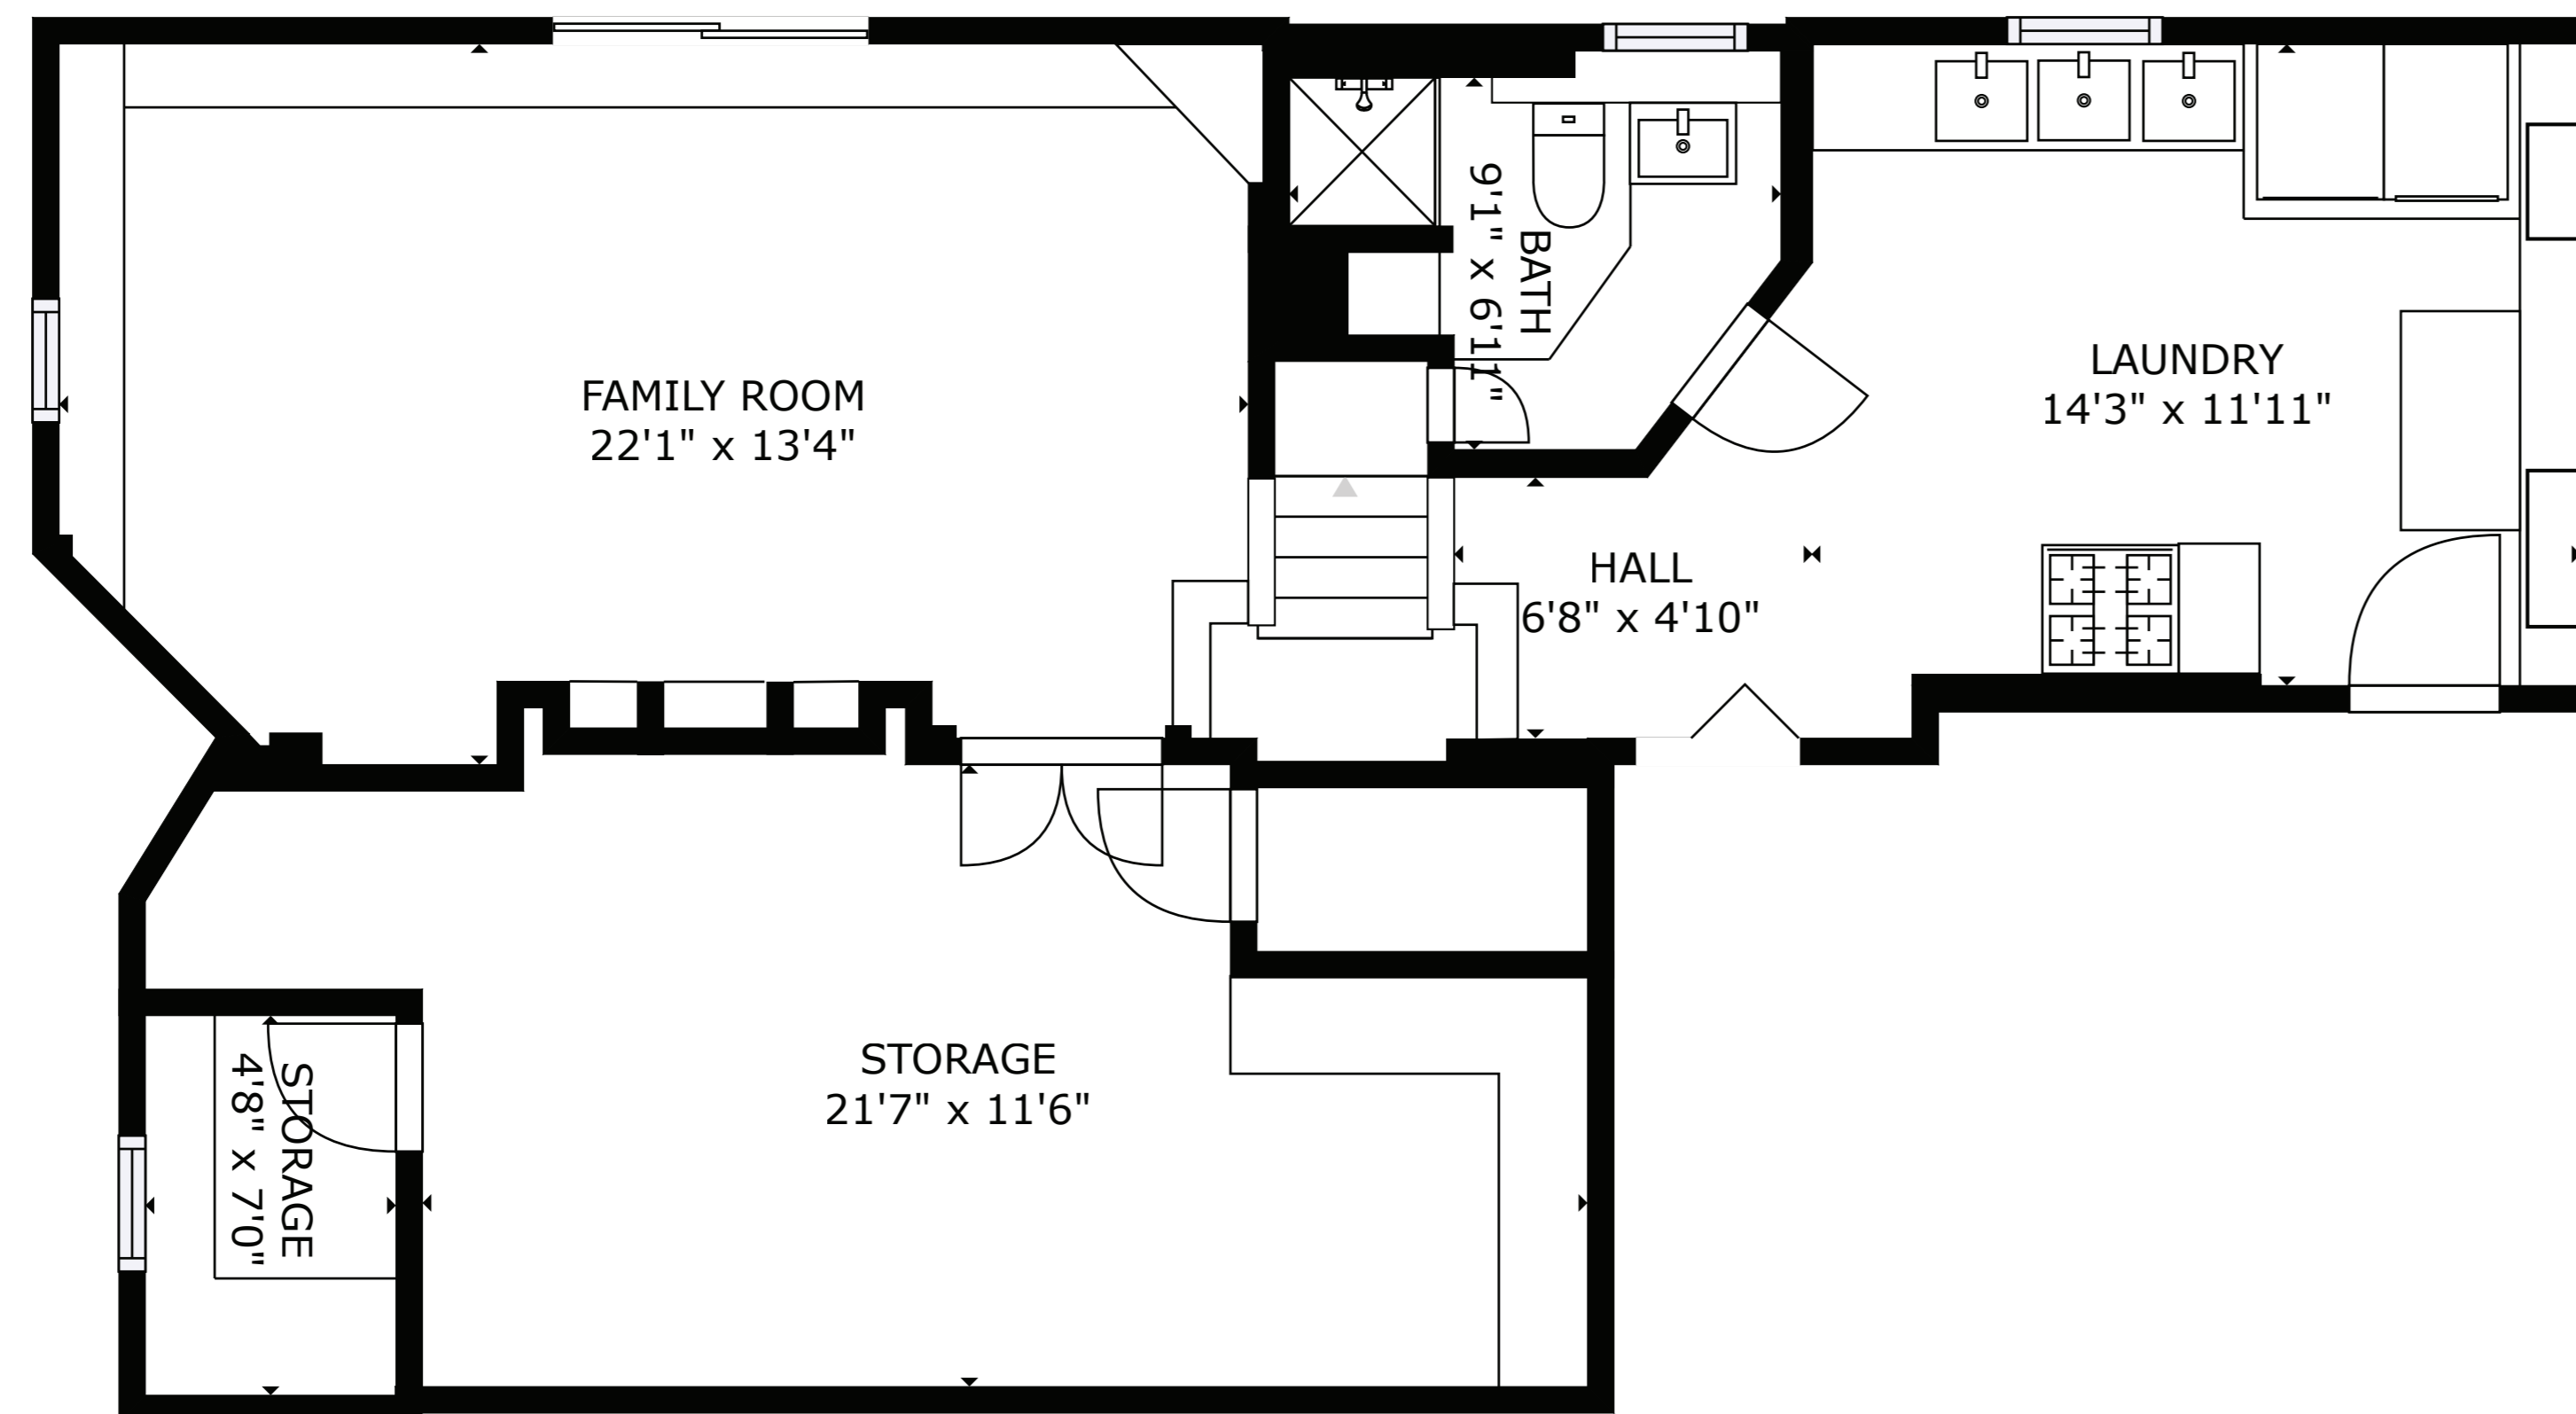 FAMILY ROOM
22'1" x 13'4"
BATH
9'1" x 6'11"
LAUNDRY
14'3" x 11'11"
HALL
6'8" x 4'10"
STORAGE
21'7" x 11'6"
STORAGE
4'8" x 7'0"